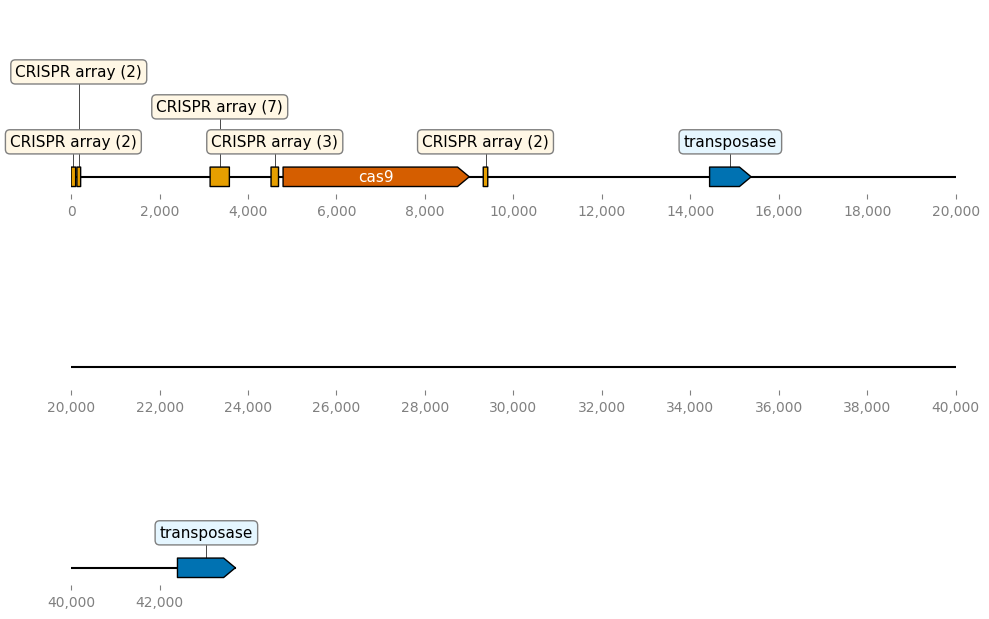 CRISPR array (2)
CRISPR array (7)
CRISPR array (2) CRISPR array (3) CRISPR array (2) transposase
cas9
0 2,000 4,000 6,000 8,000 10,000 12,000 14,000 16,000 18,000 20,000
20,000 22,000 24,000 26,000 28,000 30,000 32,000 34,000 36,000 38,000 40,000
transposase
40,000 42,000